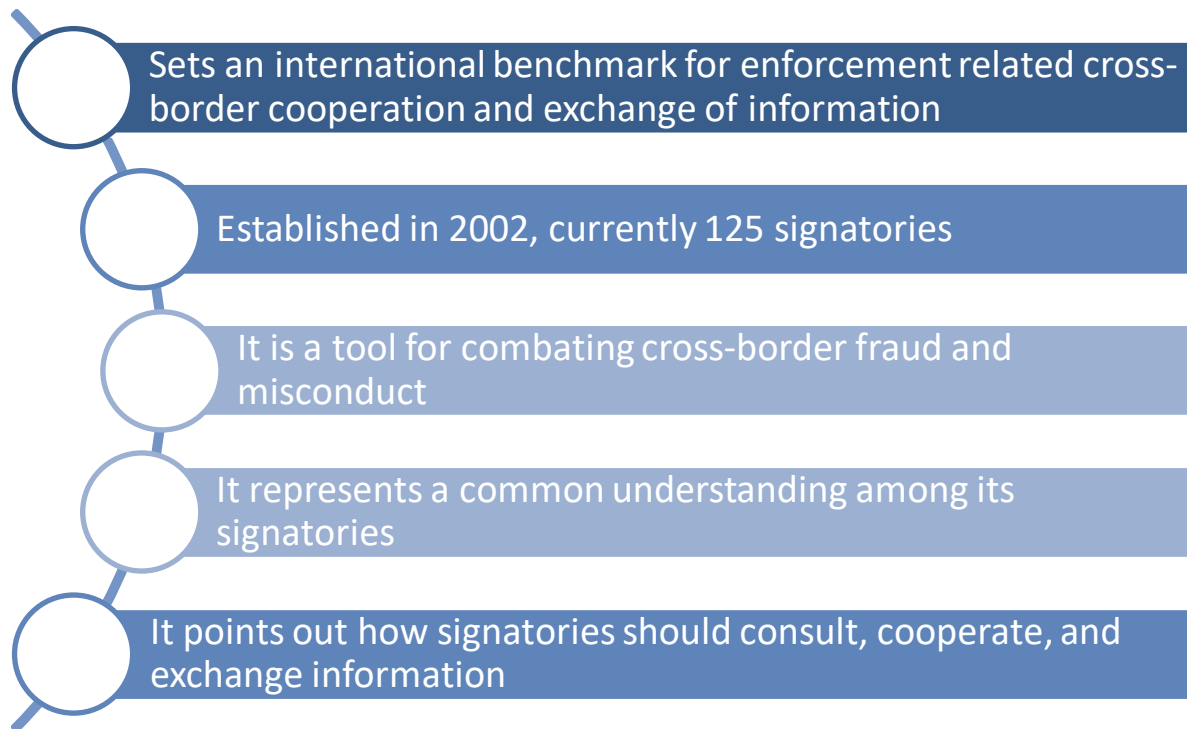 Sets an international benchmark for enforcement related cross-
border cooperation and exchange of information
Established in 2002, currently 125 signatories
It is a tool for combating cross-border fraud and
misconduct
It represents a common understanding among its
signatories
It points out how signatories should consult, cooperate, and
exchange information